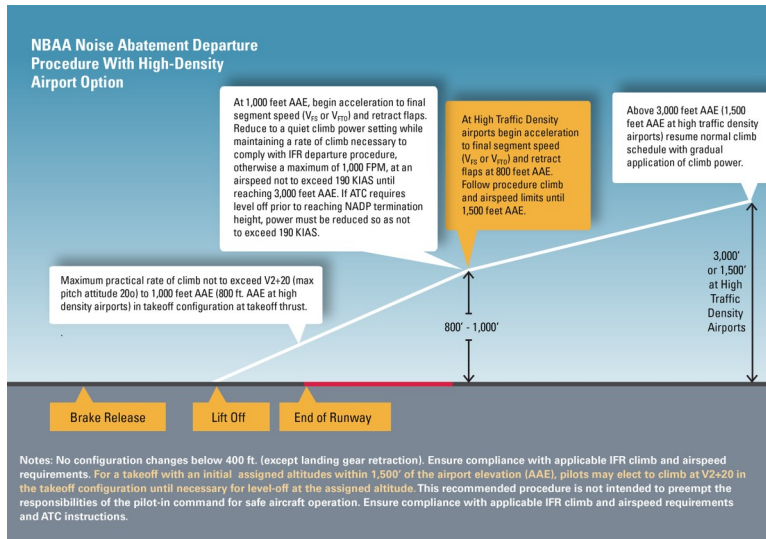 NBAA Noise Abatement Departure
Procedure With High-Density
Airport Option
At 1,000 feet AAE, begin acceleration to final
segment speed (VFS or VFTO) and retract flaps.
Reduce to a quiet climb power setting while
maintaining a rate of climb necessary to
comply with IFR departure procedure,
otherwise a maximum of 1,000 FPM, at an
airspeed not to exceed 190 KIAS until
reaching 3,000 feet AAE. If ATC requires
level off prior to reaching NADP termination
height, power must be reduced so as not
to exceed 190 KIAS.
At High Traffic Density
airports begin acceleration
to final segment speed
(VFS or VFTO) and retract
flaps at 800 feet AAE.
Follow procedure climb
and airspeed limits until
1,500 feet AAE.
Above 3,000 feet AAE (1,500
feet AAE at high traffic density
airports) resume normal climb
schedule with gradual
application of climb power.
Maximum practical rate of climb not to exceed V2+20 (max
pitch attitude 20o) to 1,000 feet AAE (800 ft. AAE at high
density airports) in takeoff configuration at takeoff thrust.
.
800' - 1,000'
3,000'
or 1,500'
at High
Traffic
Density
Airports
Brake Release
Lift Off
End of Runway
Notes: No configuration changes below 400 ft. (except landing gear retraction). Ensure compliance with applicable IFR climb and airspeed
requirements. For a takeoff with an initial assigned altitudes within 1,500' of the airport elevation (AAE), pilots may elect to climb at V2+20 in
the takeoff configuration until necessary for level-off at the assigned altitude. This recommended procedure is not intended to preempt the
responsibilities of the pilot-in command for safe aircraft operation. Ensure compliance with applicable IFR climb and airspeed requirements
and ATC instructions.